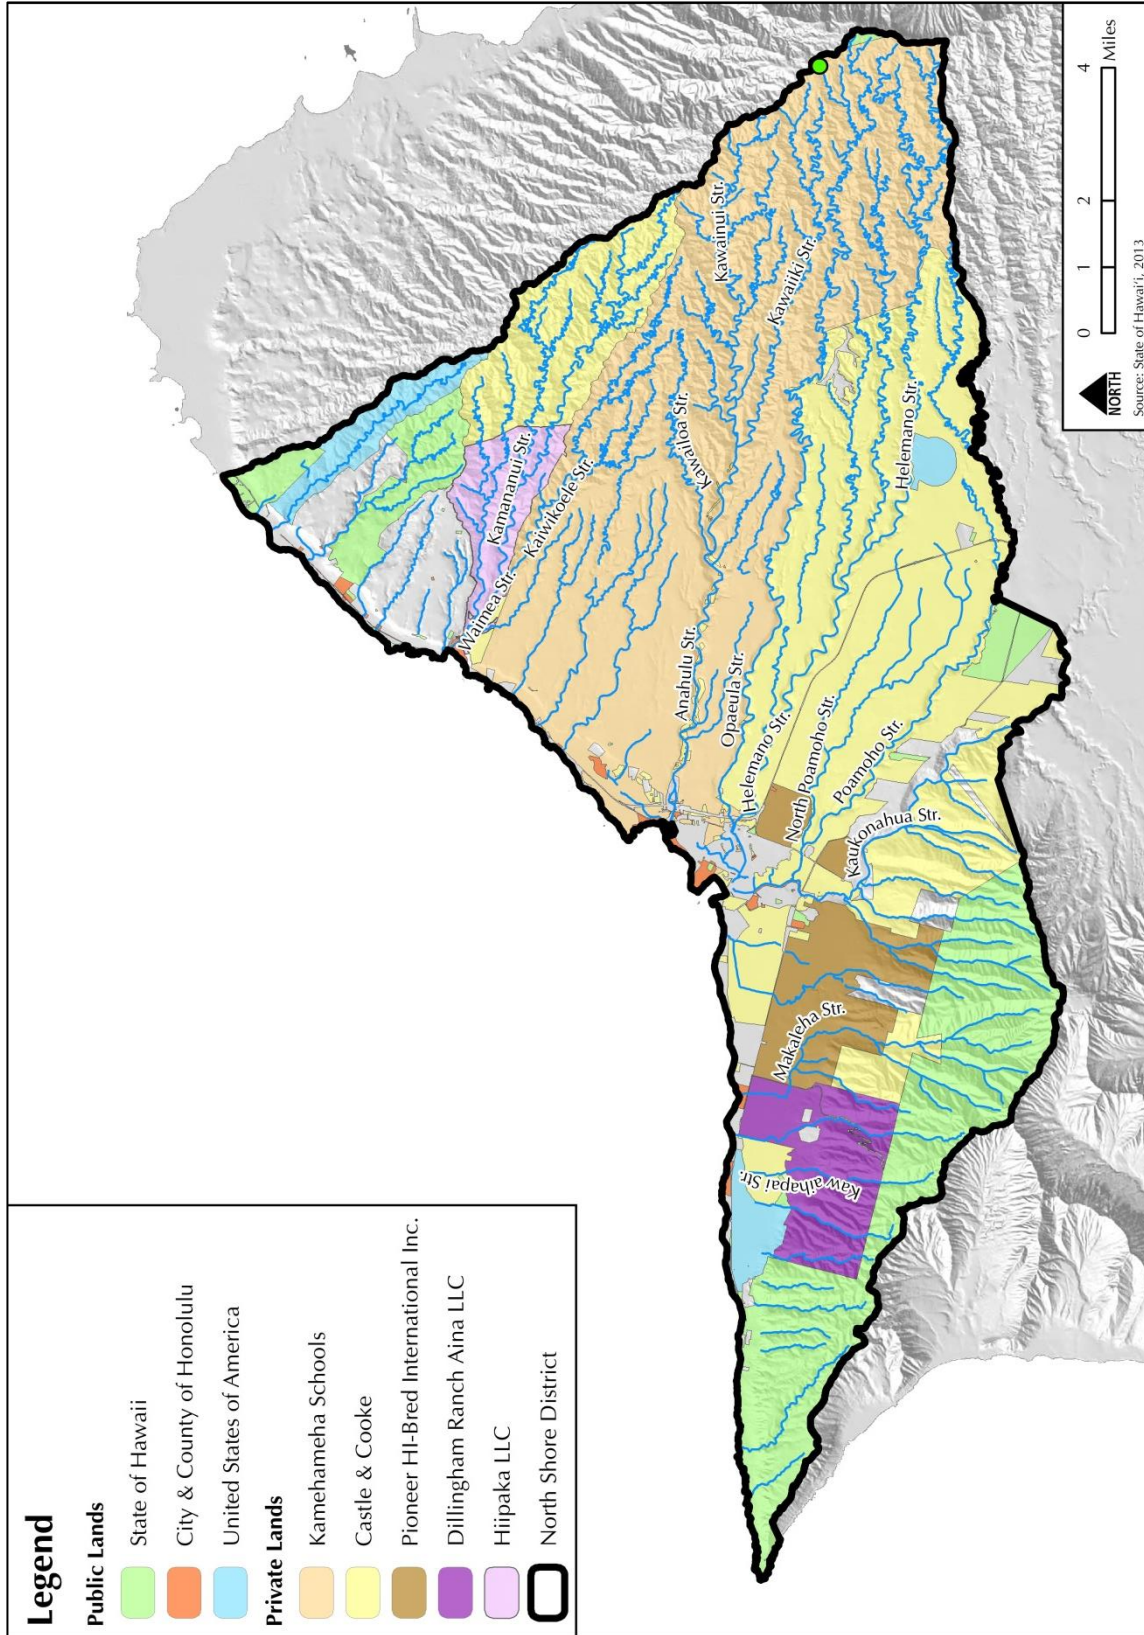 Legend
Public Lands
State of Hawaii
City & County of Honolulu
United States of America
Private Lands
Kamehameha Schools
Castle & Cooke
Pioneer HI-Bred International Inc.
Dillingham Ranch Aina LLC
Hiipaka LLC
North Shore District
Waimea Str.
Kamananui Str.
Kaiwikoele Str.
Kawailoa Str.
Kawainui Str.
Kawaiiki Str.
Anahulu Str.
Opaeula Str.
Helemano Str.
Helemano Str.
North Poamoho Str.
Poamoho Str.
Kaukonahua Str.
Makaleha Str.
Kaw aihapai Str.
NORTH
0 1 2 4
Miles
Source: State of Hawai'i, 2013